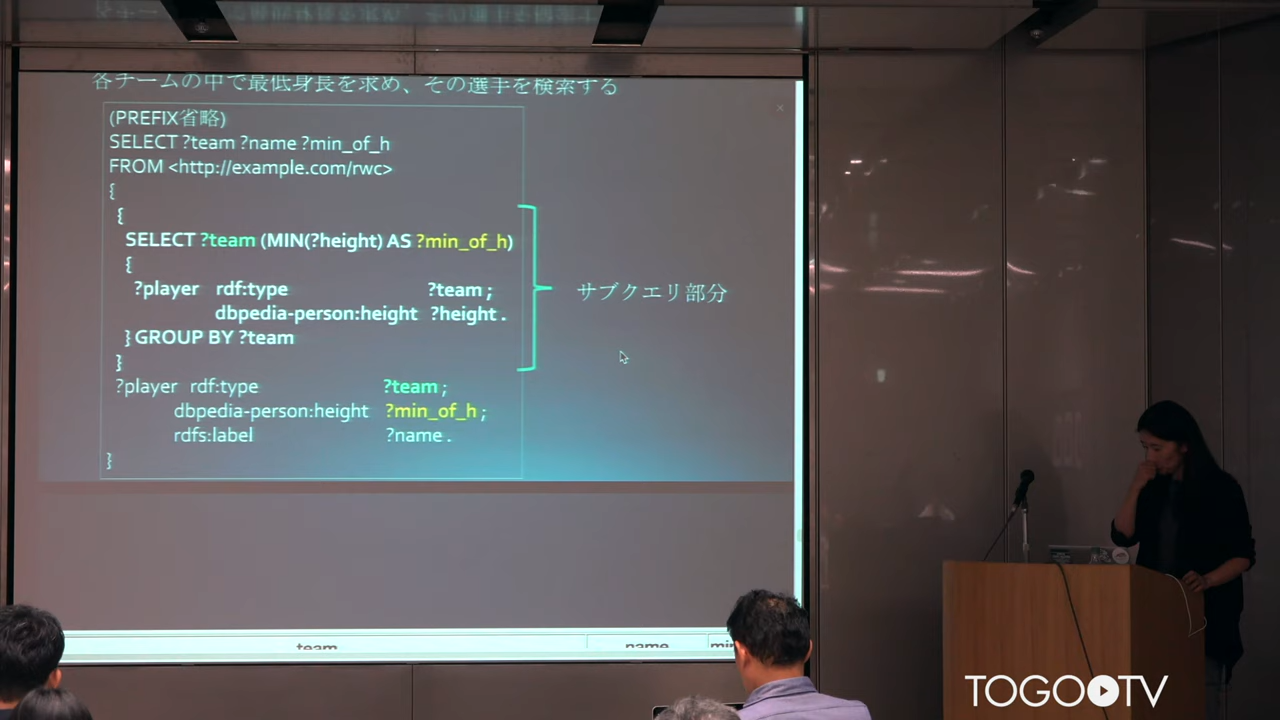 各チームの中で最低身長を求め、その選手を検索する
(PREFIX省略)
SELECT ?team ?name ?min_of_h
FROM <http://example.com/rwc>
{
{
SELECT ?team (MIN(?height) AS ?min_of_h)
{
?player rdf:type ?team ;
dbpedia-person:height ?height .
} GROUP BY ?team
}
サブクエリ部分
?player rdf:type ?team ;
dbpedia-person:height ?min_of_h ;
rdfs:label ?name .
}
team name
TOGOTV